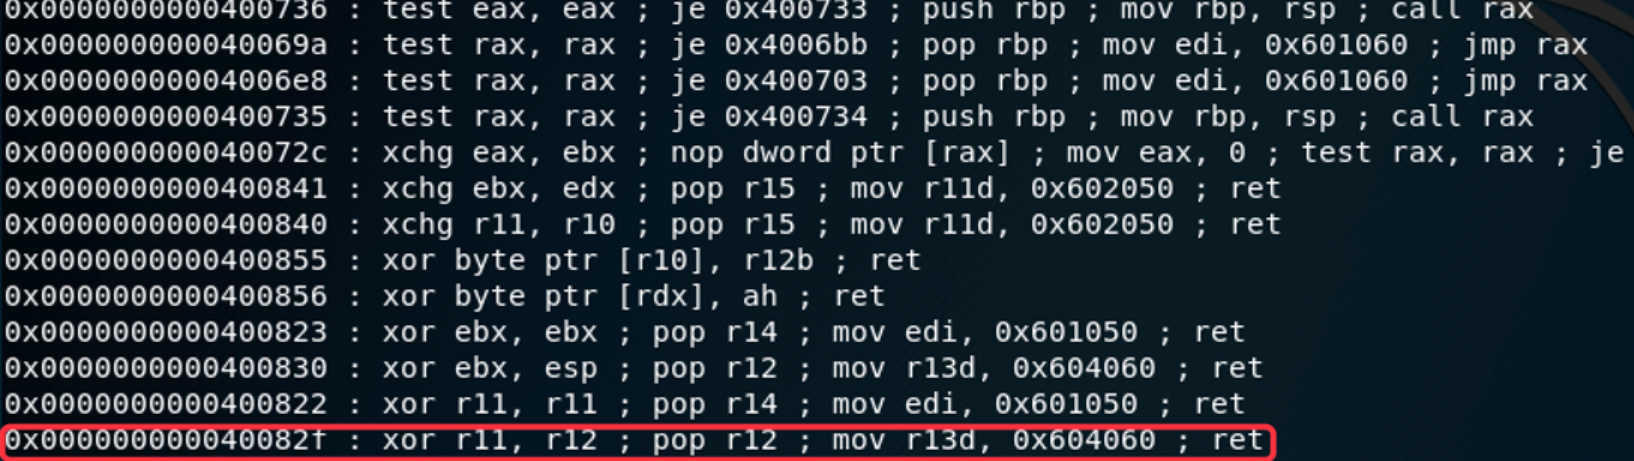 0x0000000000400736 : test eax, eax ; je 0x400733 ; push rbp ; mov rbp, rsp ; call rax
0x000000000040069a : test rax, rax ; je 0x4006bb ; pop rbp ; mov edi, 0x601060 ; jmp rax
0x00000000004006e8 : test rax, rax ; je 0x400703 ; pop rbp ; mov edi, 0x601060 ; jmp rax
0x0000000000400735 : test rax, rax ; je 0x400734 ; push rbp ; mov rbp, rsp ; call rax
0x000000000040072c : xchg eax, ebx ; nop dword ptr [rax] ; mov eax, 0 ; test rax, rax ; je
0x0000000000400841 : xchg ebx, edx ; pop r15 ; mov r11d, 0x602050 ; ret
0x0000000000400840 : xchg r11, r10 ; pop r15 ; mov r11d, 0x602050 ; ret
0x0000000000400855 : xor byte ptr [r10], r12b ; ret
0x0000000000400856 : xor byte ptr [rdx], ah ; ret
0x0000000000400823 : xor ebx, ebx ; pop r14 ; mov edi, 0x601050 ; ret
0x0000000000400830 : xor ebx, esp ; pop r12 ; mov r13d, 0x604060 ; ret
0x0000000000400822 : xor r11, r11 ; pop r14 ; mov edi, 0x601050 ; ret
0x000000000040082f : xor r11, r12 ; pop r12 ; mov r13d, 0x604060 ; ret